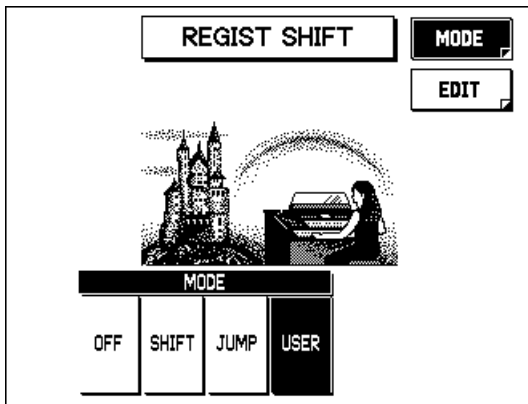 REGIST SHIFT
MODE
EDIT
MODE
OFF SHIFT JUMP USER